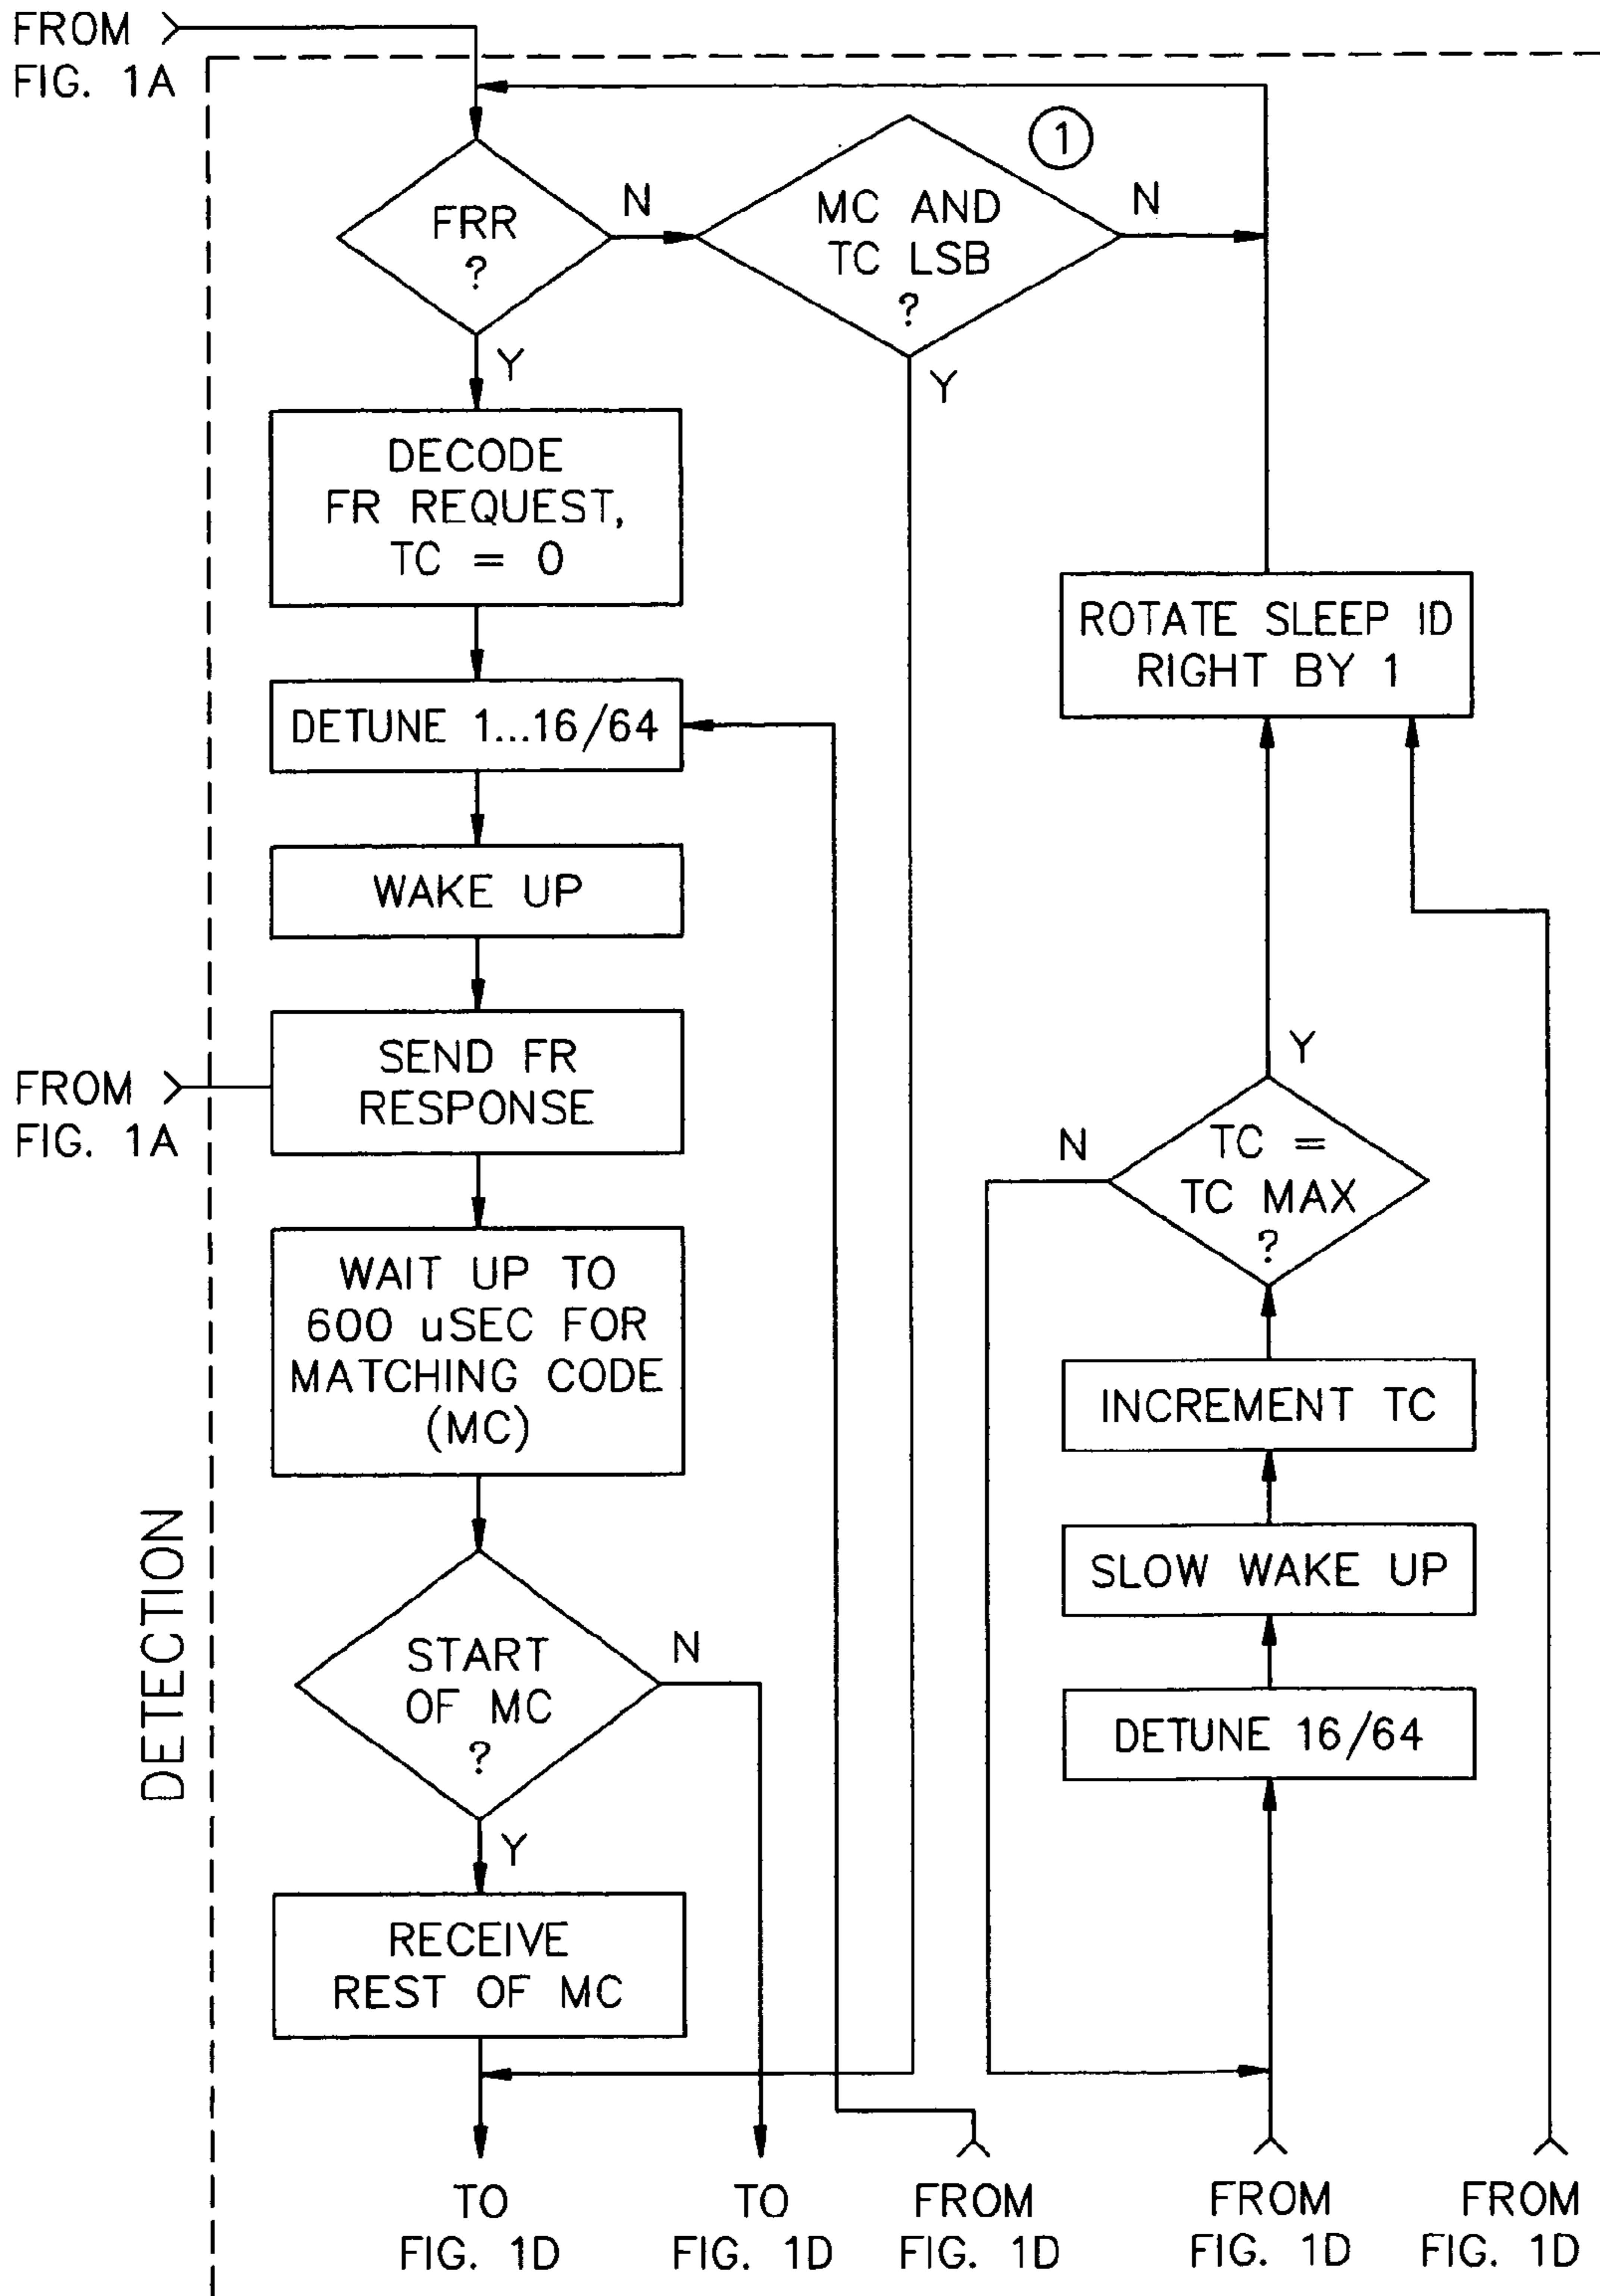 FROM
FIG. 1A
1
FRR
?
N
MC AND
TC LSB
?
N
Y
Y
DECODE
FR REQUEST,
TC = 0
ROTATE SLEEP ID
RIGHT BY 1
DETUNE 1...16/64
WAKE UP
SEND FR
RESPONSE
FROM
FIG. 1A
Y
N
TC =
TC MAX
?
WAIT UP TO
600 uSEC FOR
MATCHING CODE
(MC)
INCREMENT TC
SLOW WAKE UP
DETECTION
START
OF MC
?
N
DETUNE 16/64
Y
RECEIVE
REST OF MC
TO
FIG. 1D
TO
FIG. 1D
FROM
FIG. 1D
FROM
FIG. 1D
FROM
FIG. 1D